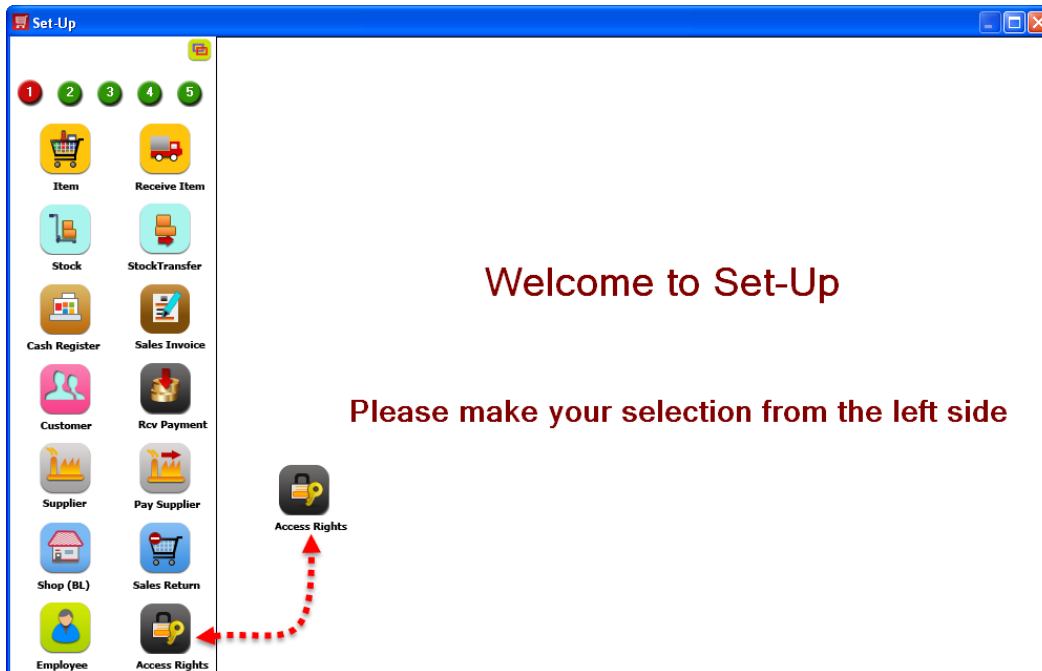 Set-Up
1 2 3 4 5
Item Receive Item
Stock StockTransfer
Cash Register Sales Invoice
Customer Rcv Payment
Supplier Pay Supplier
Shop (BL) Sales Return
Employee Access Rights
Welcome to Set-Up
Please make your selection from the left side
Access Rights